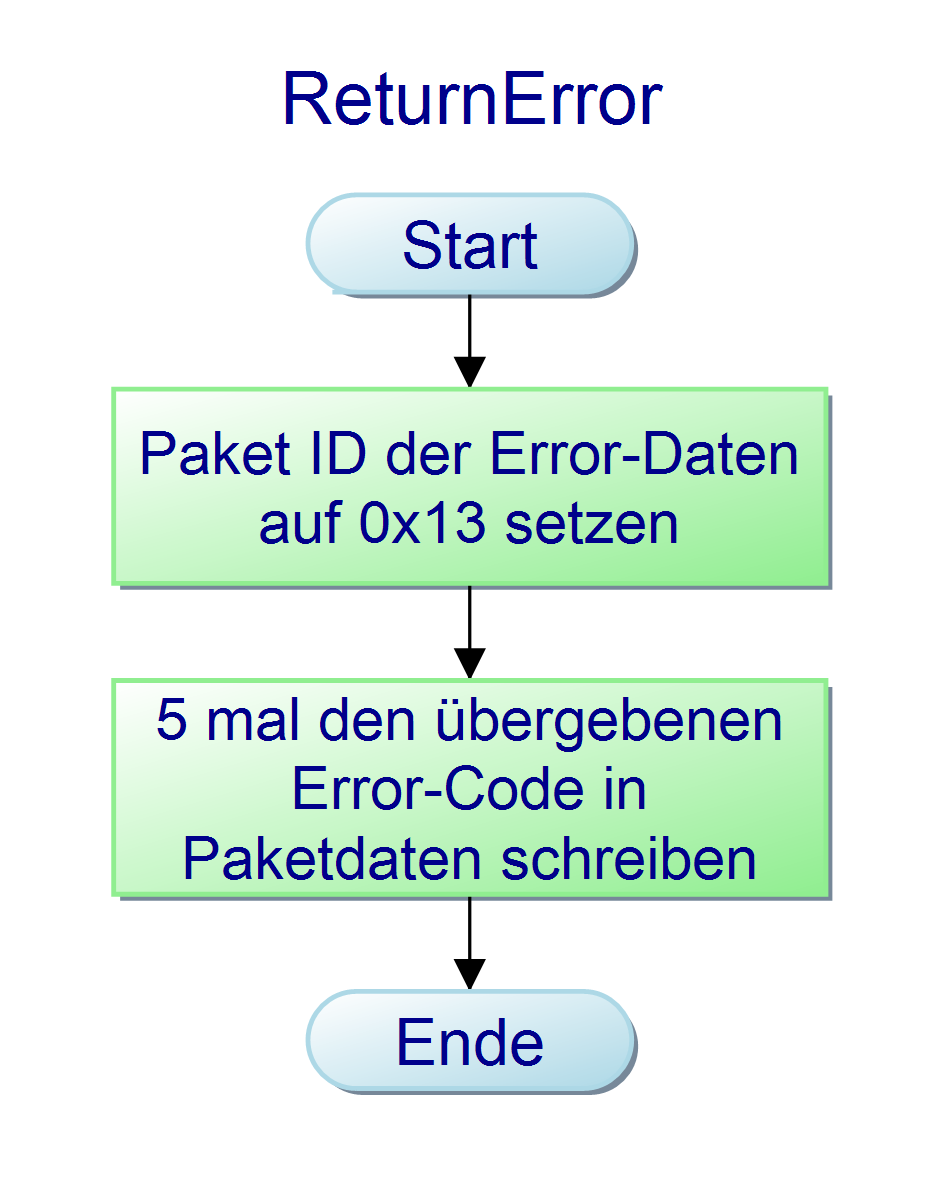 ReturnError
Start
Paket ID der Error-Daten
auf 0x13 setzen
5 mal den übergebenen
Error-Code in
Paketdaten schreiben
Ende